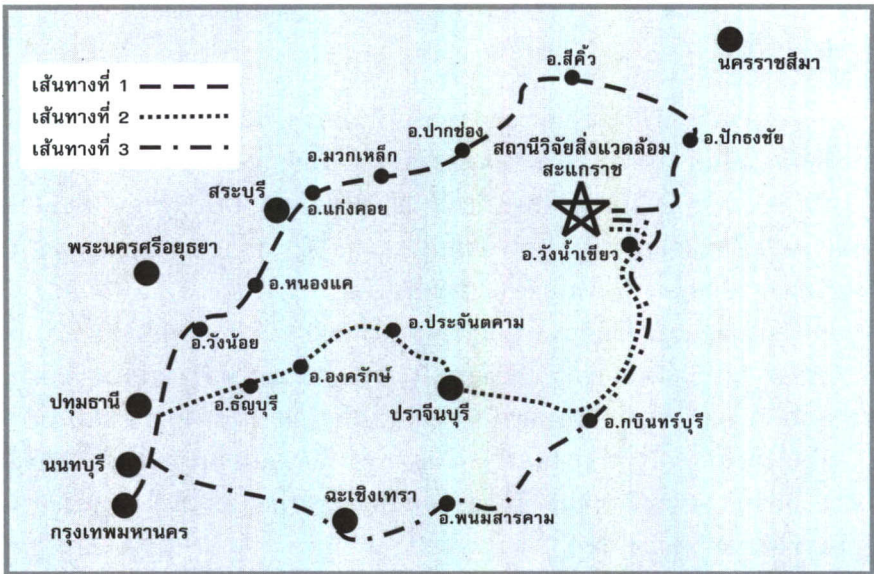 นครราชสีมา
อ.สีคิ้ว
เส้นทางที่ 1
เส้นทางที่ 2
เส้นทางที่ 3
อ.ปากช่อง
อ.ปักธงชัย
สถานีวิจัยสิ่งแวดล้อม
สะแกราช
อ.มวกเหล็ก
สระบุรี
อ.แก่งคอย
พระนครศรีอยุธยา
อ.วังน้ำเขียว
อ.หนองแค
อ.วังน้อย
อ.ประจันตคาม
อ.องครักษ์
อ.ธัญบุรี
ปทุมธานี
ปราจีนบุรี
อ.กบินทร์บุรี
นนทบุรี
ฉะเชิงเทรา
อ.พนมสารคาม
กรุงเทพมหานคร